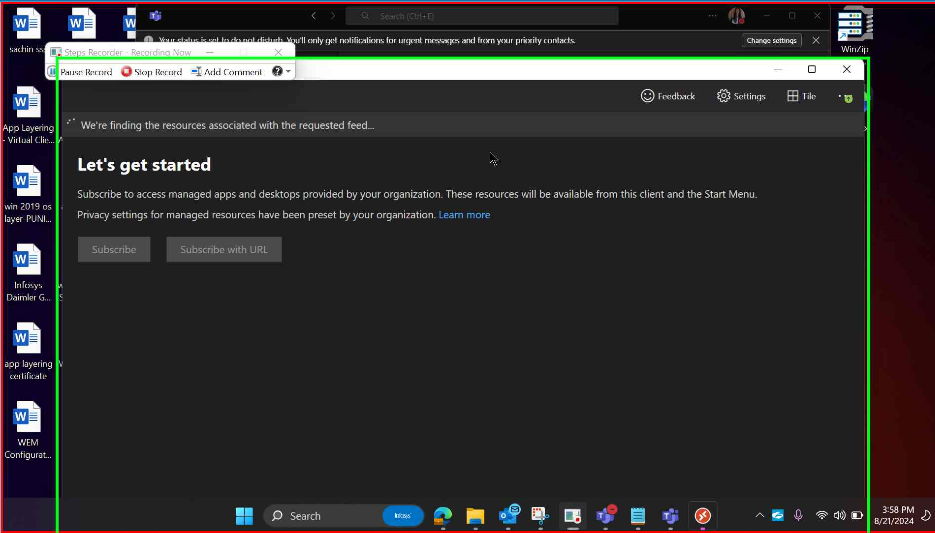 Search (Ctrl+E)
sachin sss
Your status is set to do not disturb. You'll only get notifications for urgent messages and from your priority contacts.
Change settings
WinZip
Steps Recorder - Recording Now
Pause Record
Stop Record
Add Comment
Feedback
Settings
Tile
We're finding the resources associated with the requested feed...
App Layering
- Virtual Clie...
Let's get started
Subscribe to access managed apps and desktops provided by your organization. These resources will be available from this client and the Start Menu.
Privacy settings for managed resources have been preset by your organization. Learn more
win 2019 os
layer PUNI...
Subscribe
Subscribe with URL
Infosys
Daimler G...
app layering
certificate
WEM
Configurat...
Search
Infosys
3:58 PM
8/21/2024